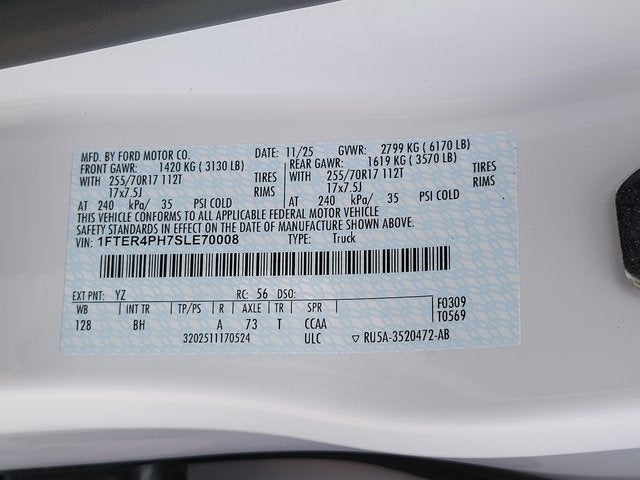 MFD. BY FORD MOTOR CO. DATE: 11/25 GVWR: 2799 KG ( 6170 LB)
FRONT GAWR: 1420 KG ( 3130 LB) REAR GAWR: 1619 KG ( 3570 LB)
WITH 255/70R17 112T TIRES WITH 255/70R17 112T TIRES
17x7.5J RIMS 17x7.5J RIMS
AT 240 kPa/ 35 PSI COLD AT 240 kPa/ 35 PSI COLD
THIS VEHICLE CONFORMS TO ALL APPLICABLE FEDERAL MOTOR VEHICLE
SAFETY STANDARDS IN EFFECT ON THE DATE OF MANUFACTURE SHOWN ABOVE.
VIN: 1FTER4PH7SLE70008 TYPE: Truck
EXT PNT: YZ RC: 56 DSO:
WB INT TR TP/PS R AXLE TR SPR F0309
128 BH A 73 T CCAA T0569
3202511170524 ULC ▽ RU5A-3520472-AB